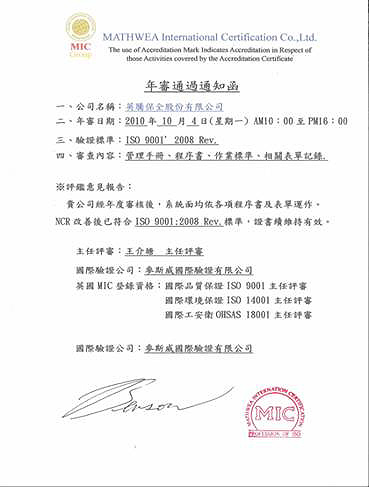 MIC
Group
MATHWEA International Certification Co.,Ltd.
The use of Accreditation Mark Indicates Accreditation in Respect of
those Activities covered by the Accreditation Certificate
年審通過通知函
一、公司名稱：英騰保全股份有限公司
二、年審日期：2010 年 10 月 4 日(星期一) AM10：00 至 PM16：00
三、驗證標準：ISO 9001' 2008 Rev.
四、審查內容：管理手冊、程序書、作業標準、相關表單記錄.
※評鑑意見報告：
貴公司經年度審核後，系統面均依各項程序書及表單運作。
NCR 改善後已符合 ISO 9001:2008 Rev.標準，證書續維持有效。
主任評審：王介 主任評審
國際驗證公司：麥斯威國際驗證有限公司
英國 MIC 登錄資格：國際品質保證 ISO 9001 主任評審
國際環境保證 ISO 14001 主任評審
國際工安衛 OHSAS 18001 主任評審
國際驗證公司：麥斯威國際驗證有限公司
Benson
MATHWEA INTERNATIONAL CERTIFICATION
MIC
PROFESSION OF ISO